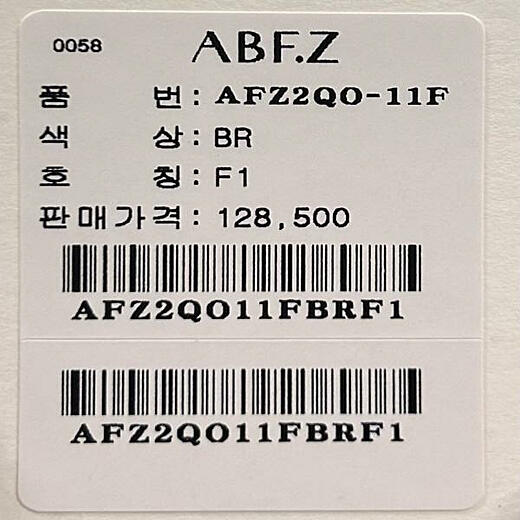 0058 ABF.Z
품 번 : AFZ2QO-11F
색 상 : BR
호 칭 : F1
판매가격 : 128,500
AFZ2QO11FBRF1
AFZ2QO11FBRF1